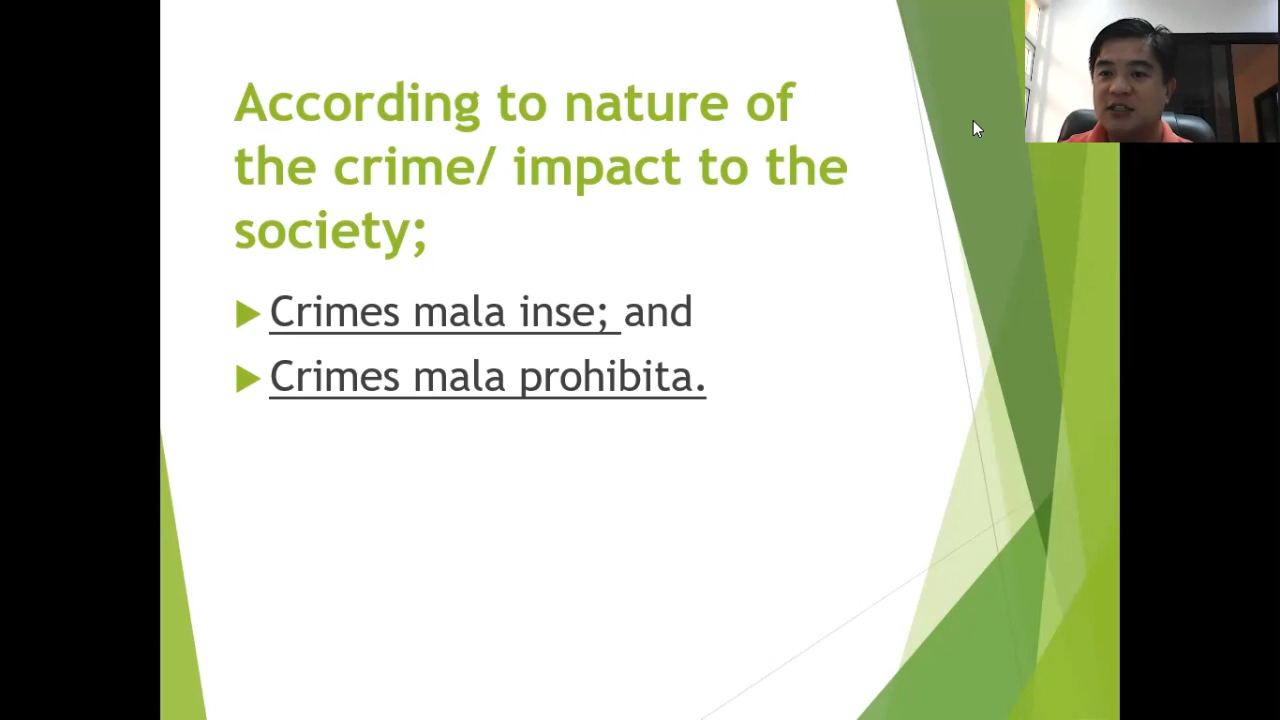 According to nature of
the crime/ impact to the
society;
Crimes mala inse; and
Crimes mala prohibita.